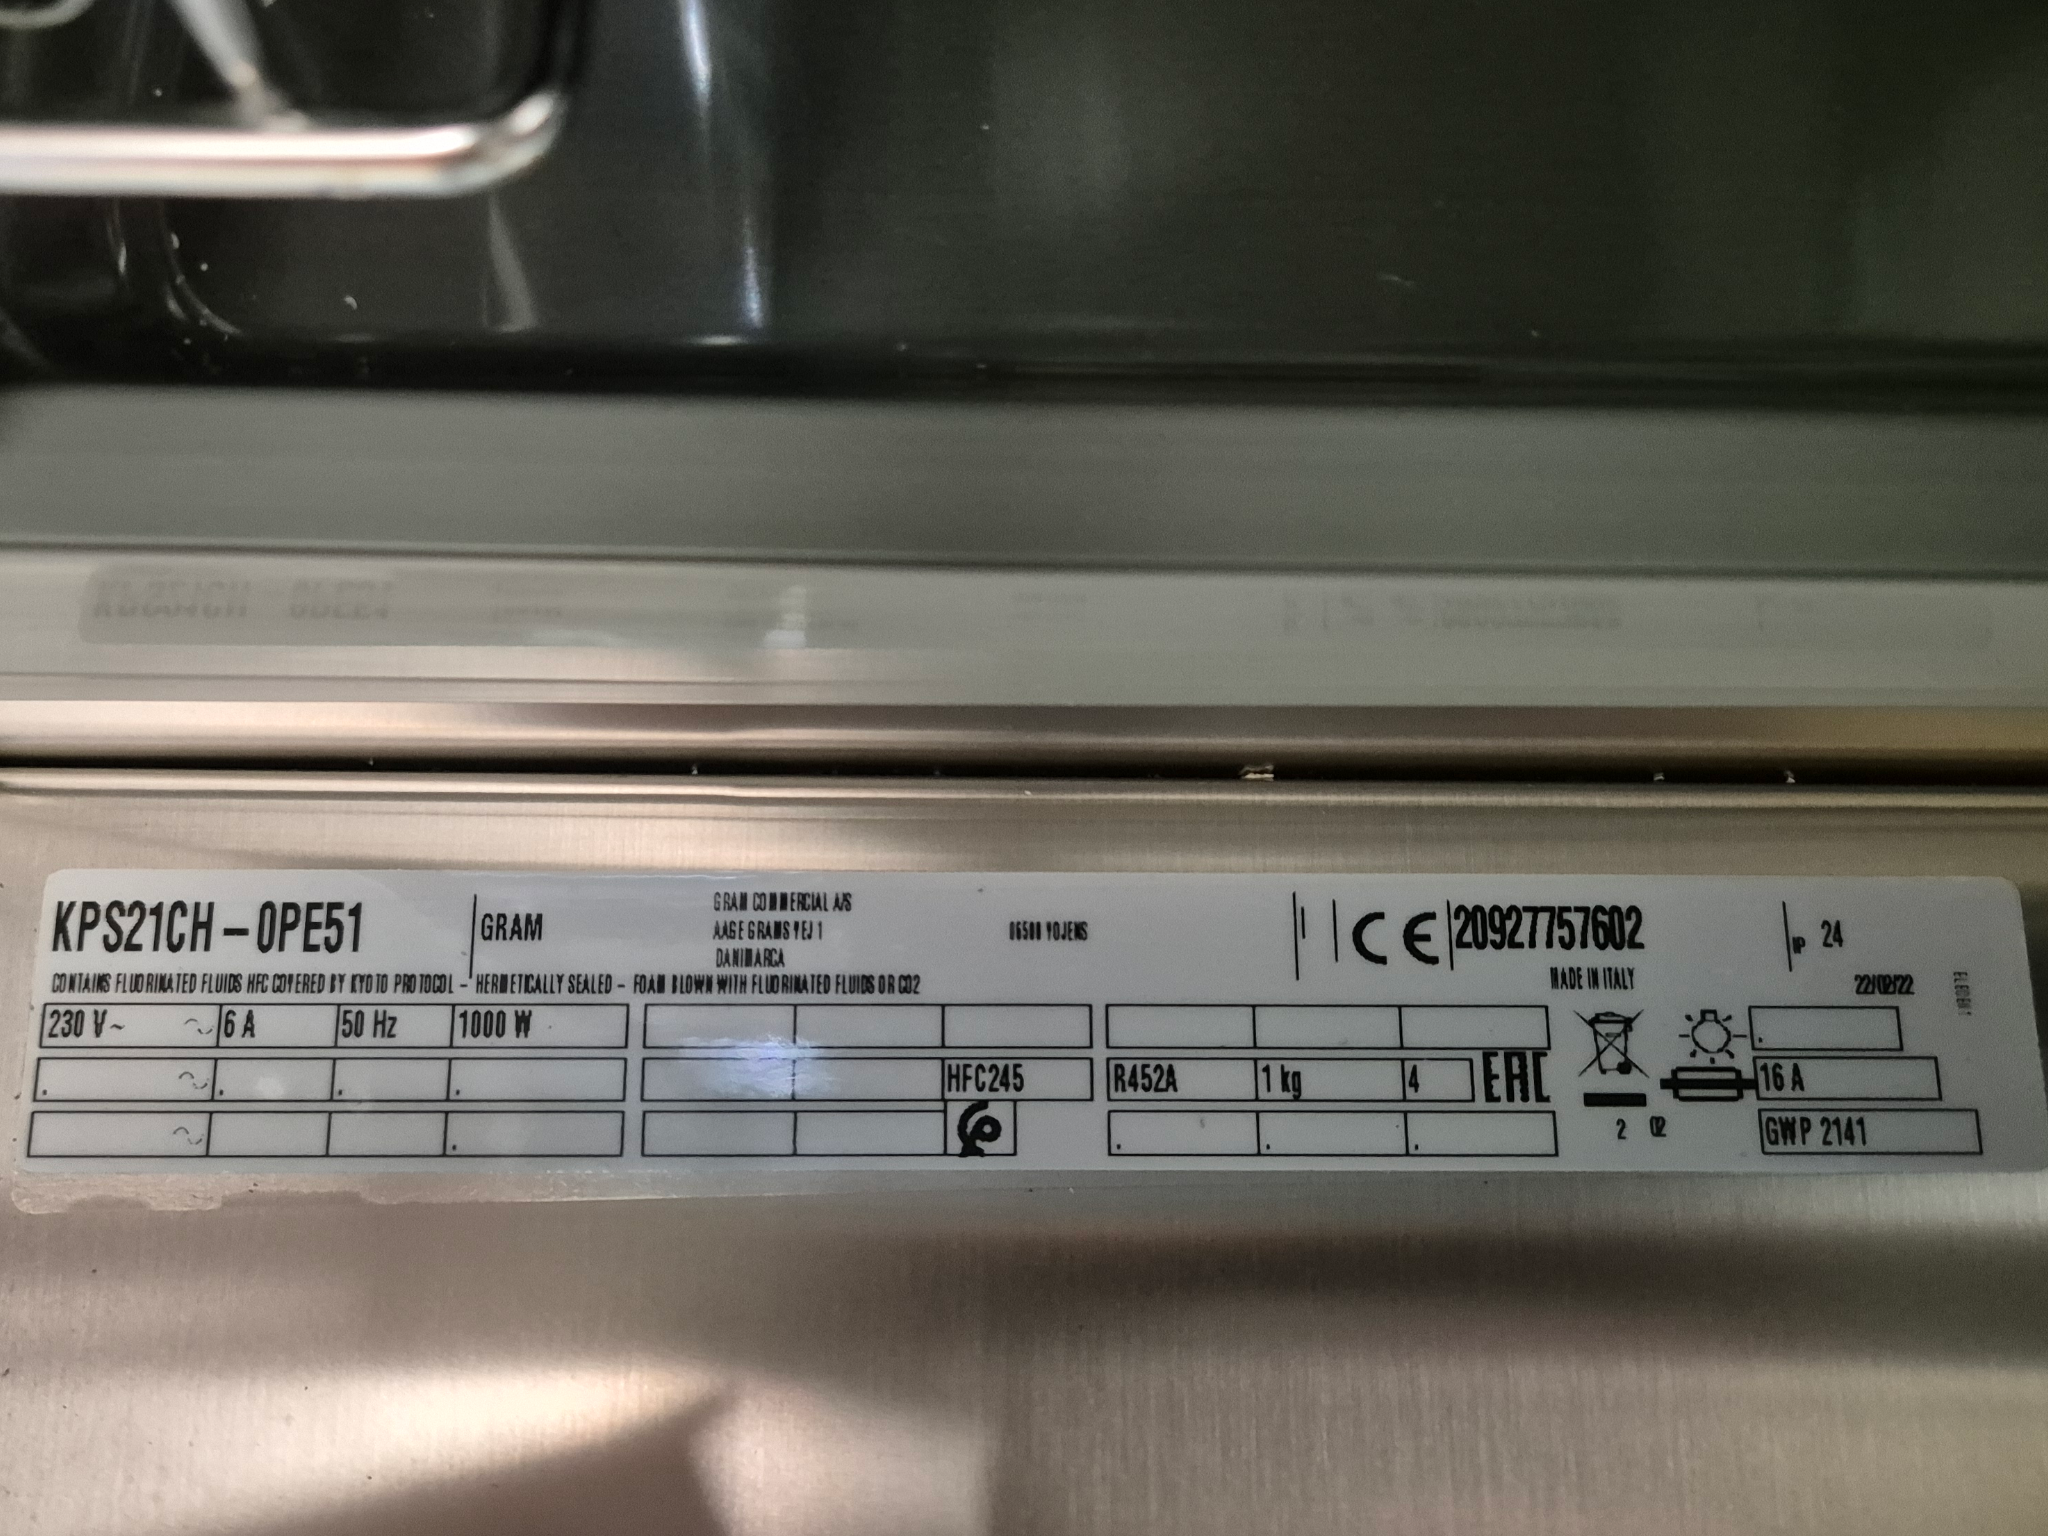 KPS21CH – 0PE51 GRAM
GRAM COMMERCIAL A/S
AAGE GRAMS VEJ 1 06500 VOJENS
DANIMARCA
CE 20927757602 IP 24
MADE IN ITALY
CONTAINS FLUORINATED FLUIDS HFC COVERED BY KYOTO PROTOCOL – HERMETICALLY SEALED – FOAM BLOWN WITH FLUORINATED FLUIDS OR CO2
22/02/22
230 V~ 6 A 50 Hz 1000 W
HFC245 R452A 1 kg 4 EAC 16 A
2 02
GWP 2141